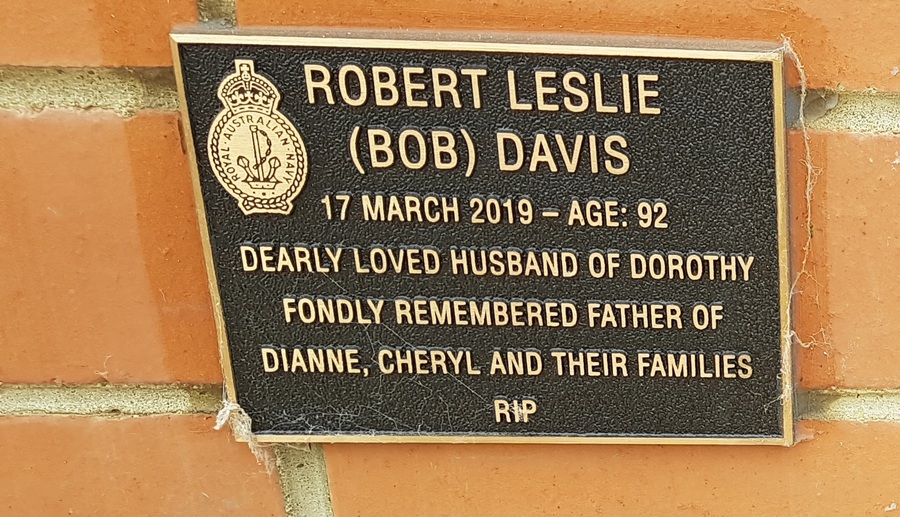 ROBERT LESLIE
(BOB) DAVIS
ROYAL AUSTRALIAN NAVY
17 MARCH 2019 – AGE: 92
DEARLY LOVED HUSBAND OF DOROTHY
FONDLY REMEMBERED FATHER OF
DIANNE, CHERYL AND THEIR FAMILIES
RIP